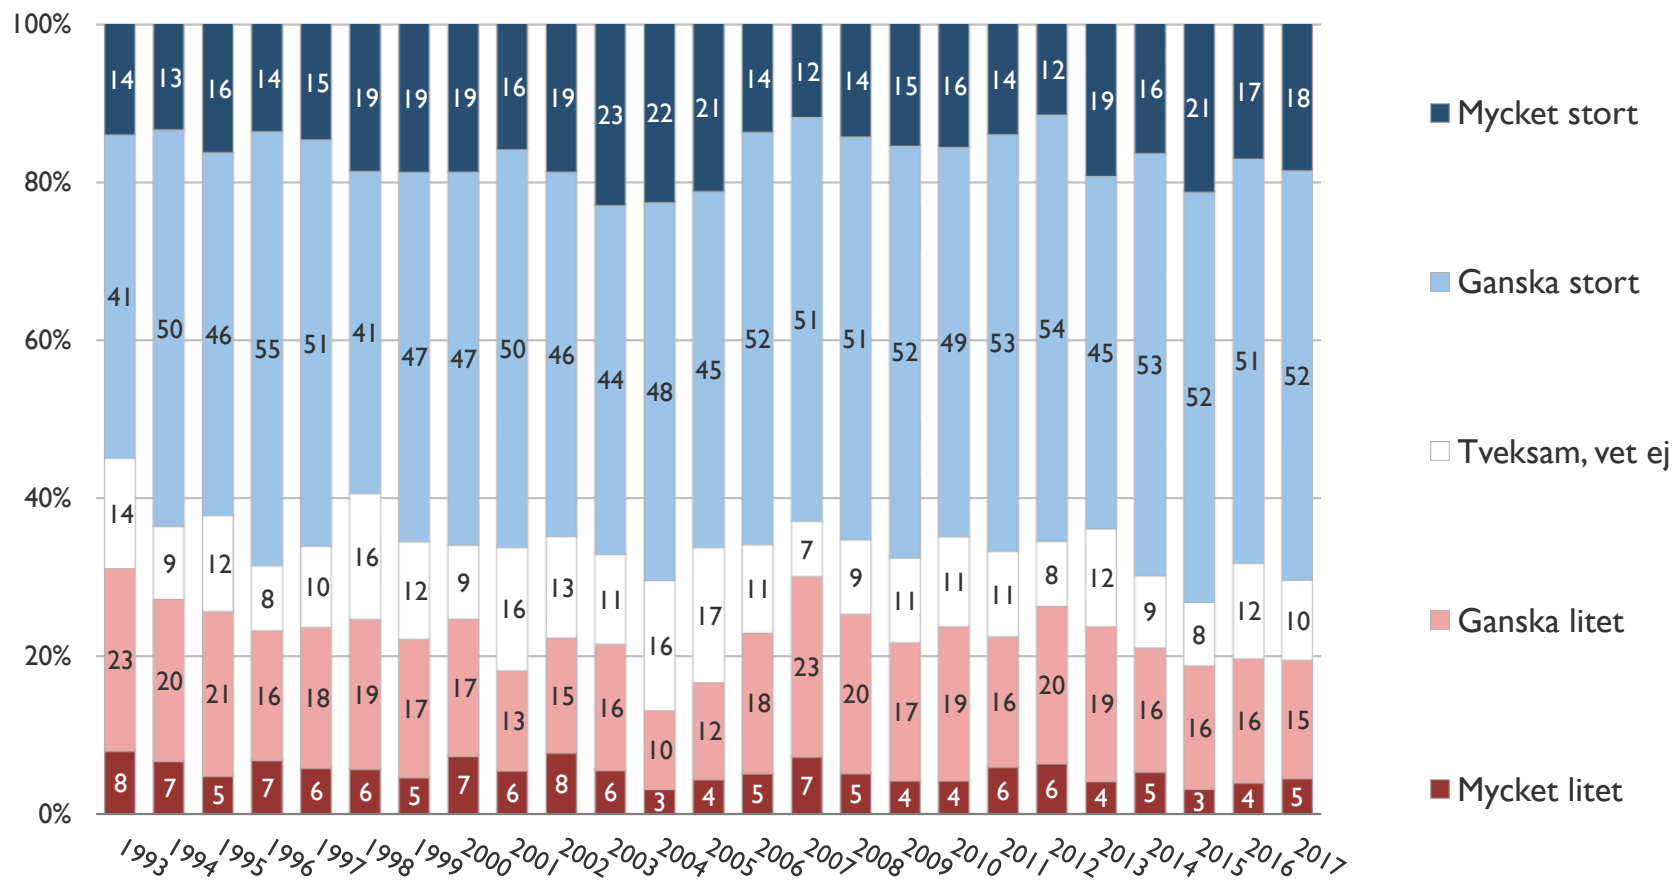 100%
80%
60%
40%
20%
0%
14 13 16 14 15 19 19 19 16 19 23 22 21 14 12 14 15 16 14 12 19 16 21 17 18
41 50 46 55 51 41 47 47 50 46 44 48 45 52 51 51 52 49 53 54 45 53 52 51 52
14 9 12 8 10 16 12 9 16 13 11 16 17 11 7 9 11 11 11 8 12 9 8 12 10
23 20 21 16 18 19 17 17 13 15 16 10 12 18 23 20 17 19 16 20 19 16 16 16 15
8 7 5 7 6 6 5 7 6 8 6 3 4 5 7 5 4 4 6 6 4 5 3 4 5
1993 1994 1995 1996 1997 1998 1999 2000 2001 2002 2003 2004 2005 2006 2007 2008 2009 2010 2011 2012 2013 2014 2015 2016 2017
Mycket stort
Ganska stort
Tveksam, vet ej
Ganska litet
Mycket litet